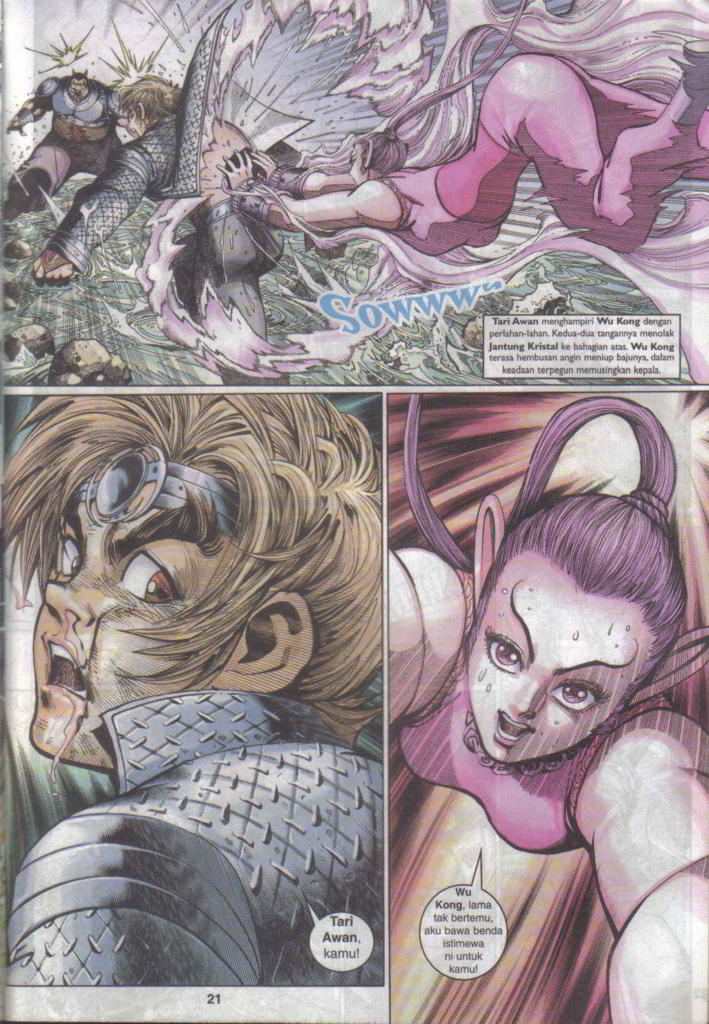 Sowwww
Tari Awan menghampiri Wu Kong dengan
perlahan-lahan. Kedua-dua tangannya menolak
Jantung Kristal ke bahagian atas. Wu Kong
terasa hembusan angin meniup bajunya, dalam
keadaan terpegun memusingkan kepala.
Tari
Awan,
kamu!
Wu
Kong, lama
tak bertemu,
aku bawa benda
istimewa
ni untuk
kamu!
21